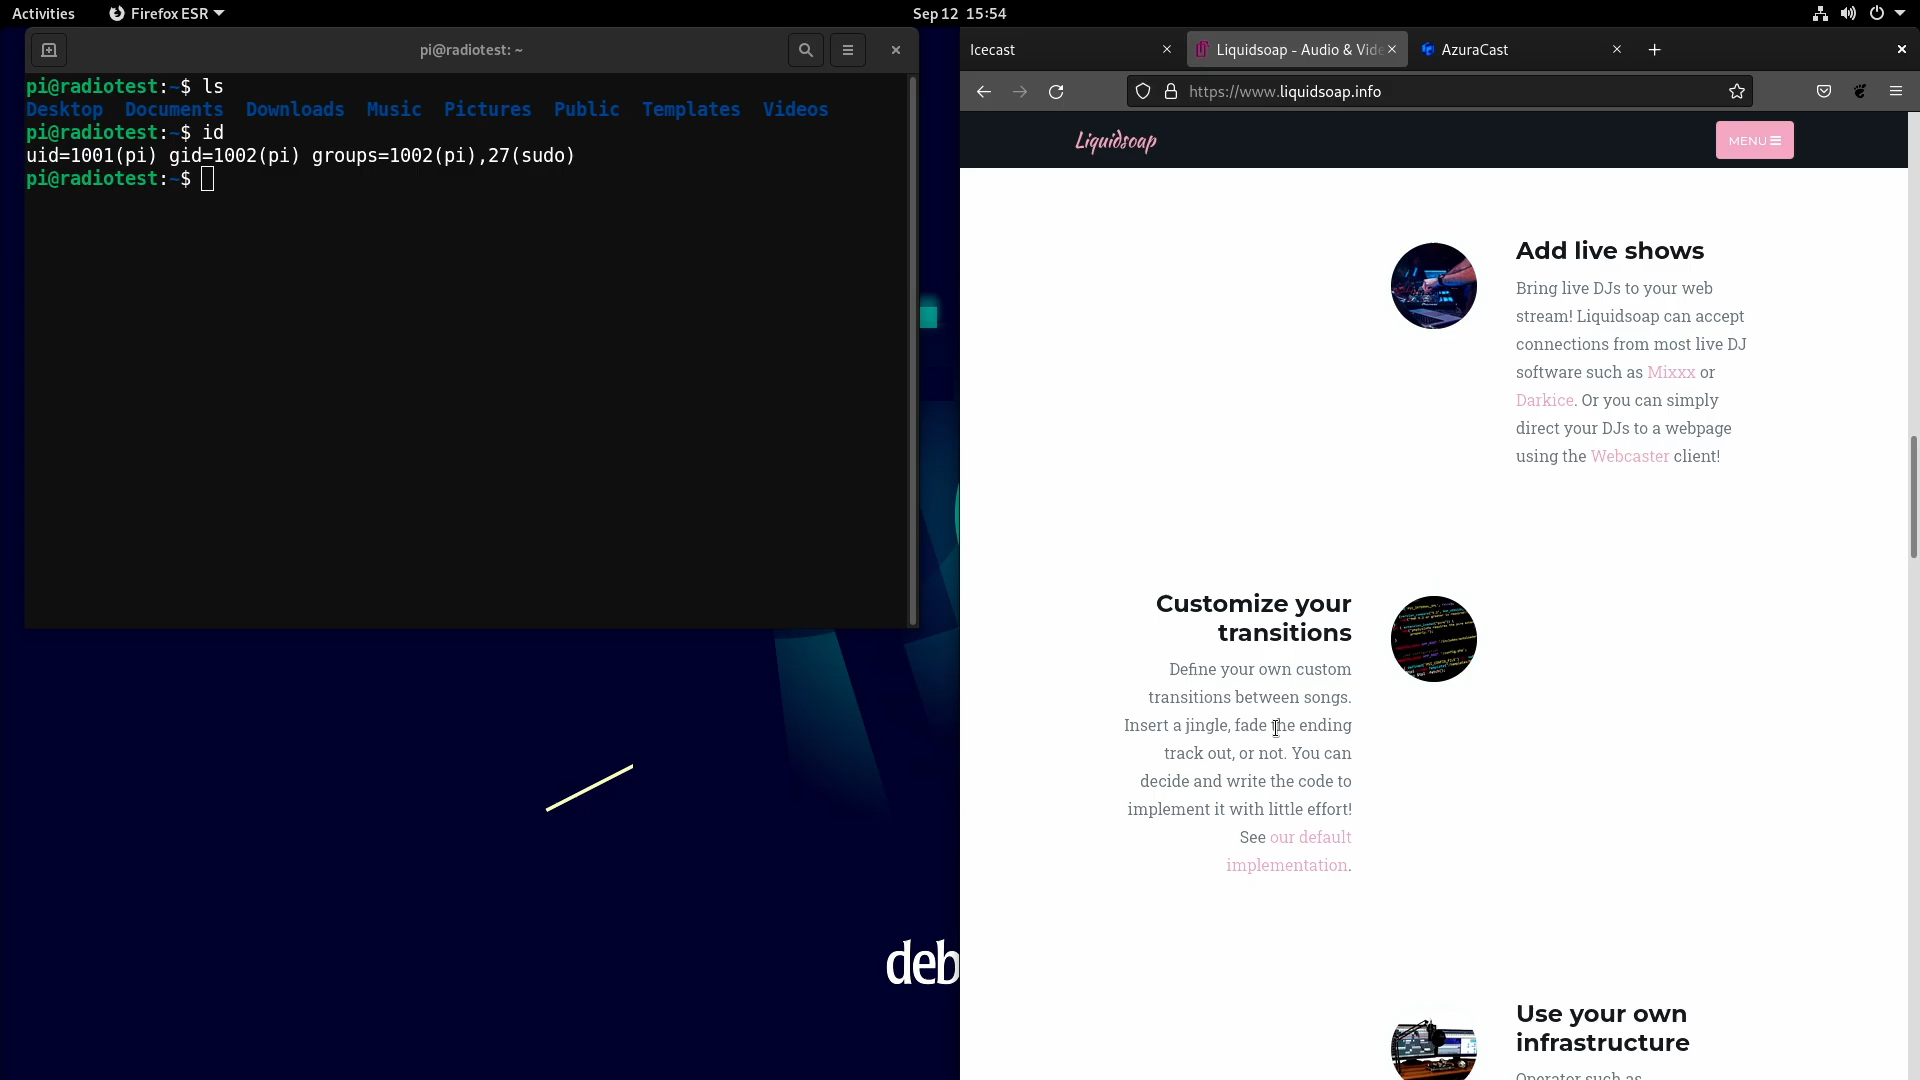 Activities Firefox ESR Sep 12 15:54
pi@radiotest: ~
pi@radiotest:~$ ls
Desktop Documents Downloads Music Pictures Public Templates Videos
pi@radiotest:~$ id
uid=1001(pi) gid=1002(pi) groups=1002(pi),27(sudo)
pi@radiotest:~$
deb
Icecast Liquidsoap - Audio & Vide AzuraCast
https://www.liquidsoap.info
Liquidsoap MENU
Add live shows
Bring live DJs to your web
stream! Liquidsoap can accept
connections from most live DJ
software such as Mixxx or
Darkice. Or you can simply
direct your DJs to a webpage
using the Webcaster client!
Customize your
transitions
Define your own custom
transitions between songs.
Insert a jingle, fade the ending
track out, or not. You can
decide and write the code to
implement it with little effort!
See our default
implementation.
Use your own
infrastructure
Operator such as